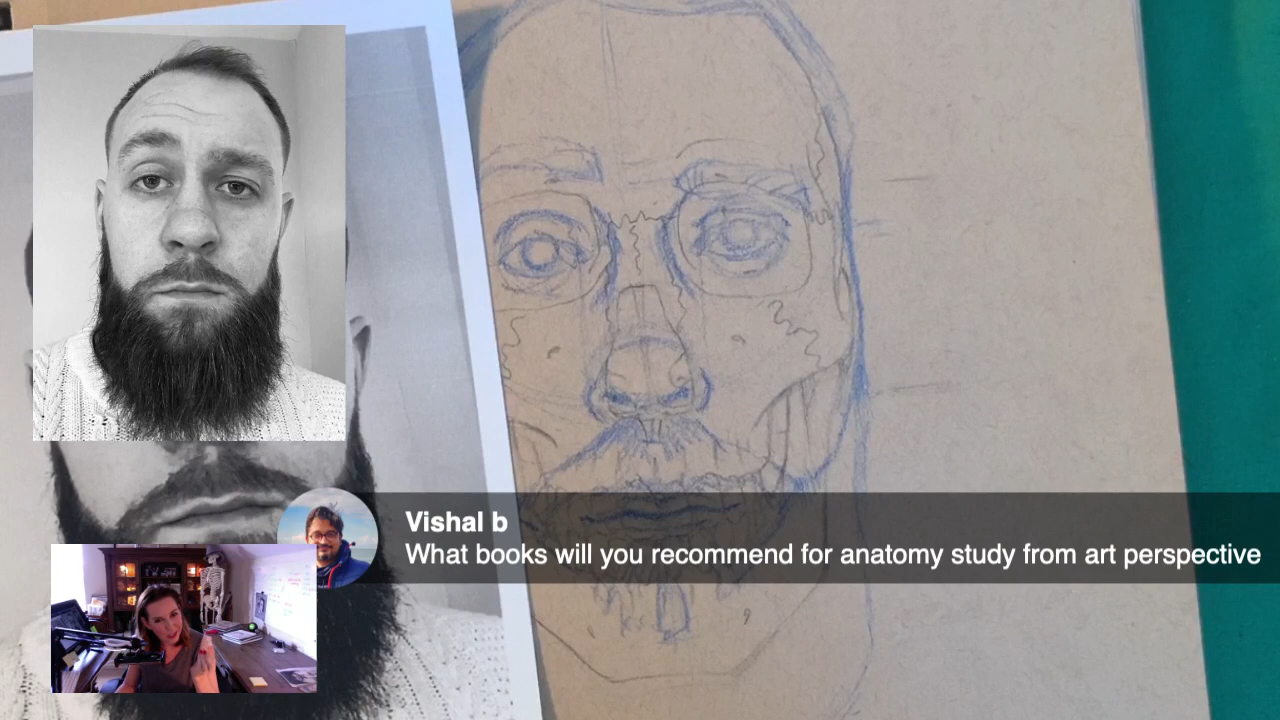 Vishal b
What books will you recommend for anatomy study from art perspective